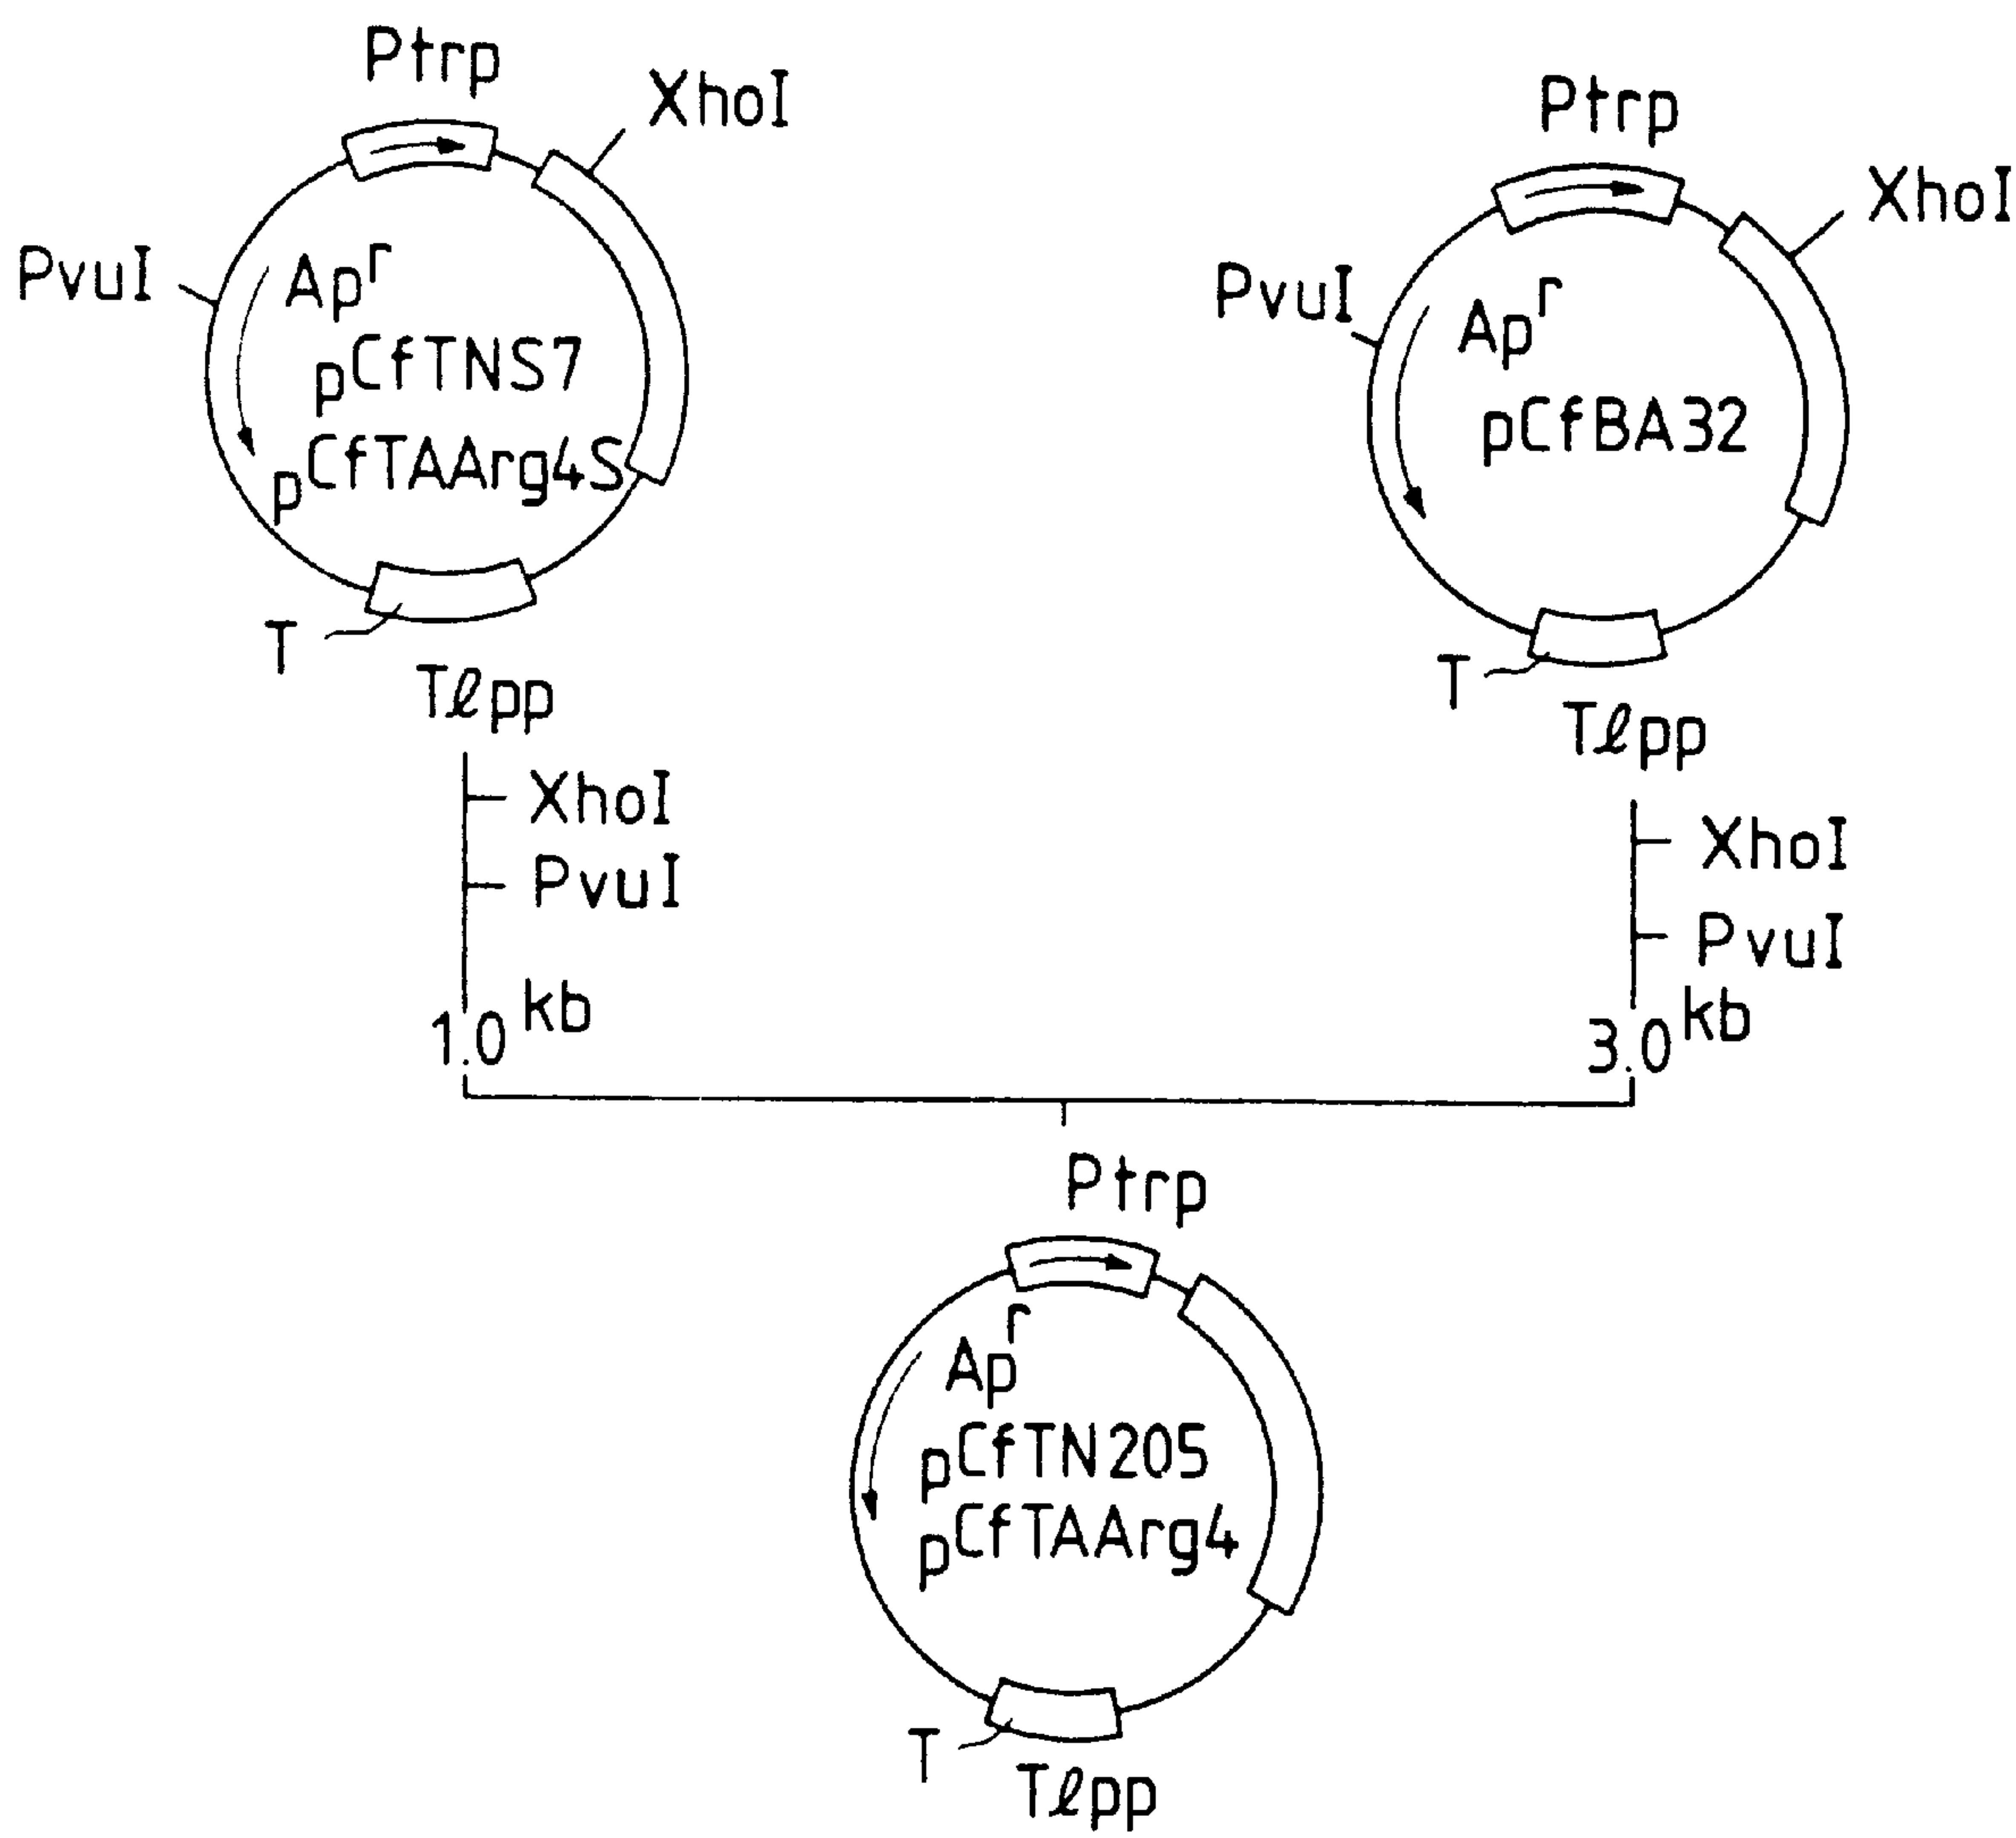 Ptrp
XhoI
PvuI
Apr
pCfTNS7
pCfTAArg4S
T
Tℓpp
XhoI
PvuI
1.0 kb
Ptrp
XhoI
PvuI
Apr
pCfBA32
T
Tℓpp
XhoI
PvuI
3.0 kb
Ptrp
Apr
pCfTN205
pCfTAArg4
T
Tℓpp